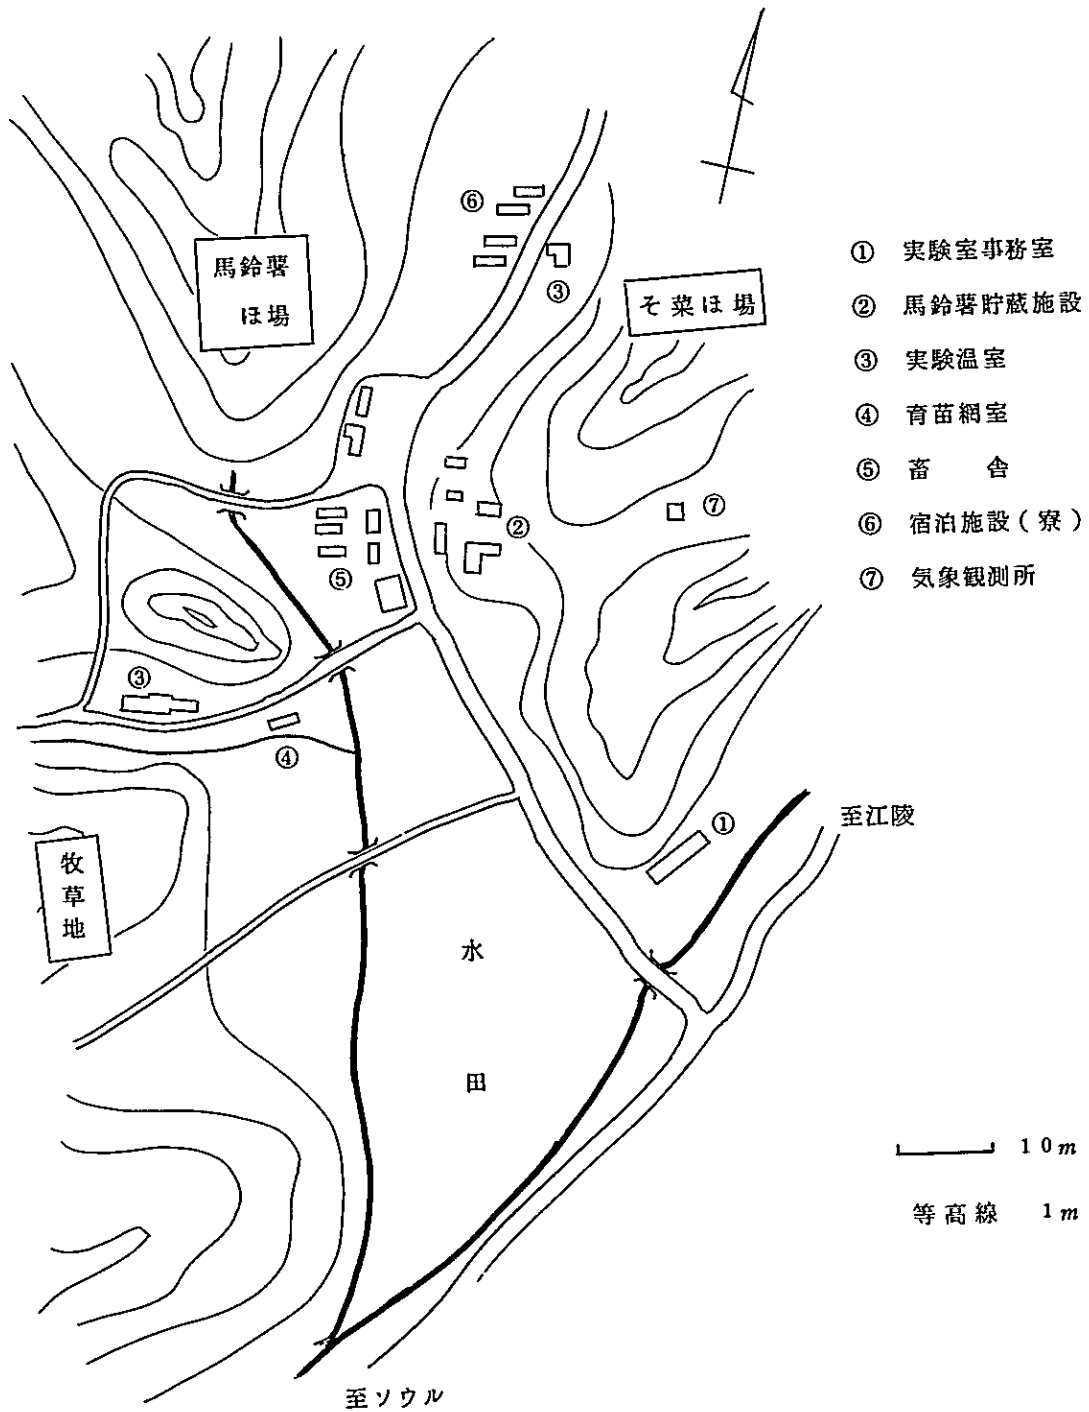 ⑥
馬鈴薯
ほ場
③
そ菜ほ場
① 実験室事務室
② 馬鈴薯貯蔵施設
③ 実験温室
④ 育苗網室
⑤ 畜 舎
⑥ 宿泊施設(寮)
⑦ 気象観測所
⑦
②
⑤
③
④
①
至江陵
牧草地
水田
10m
等高線 1m
至ソウル